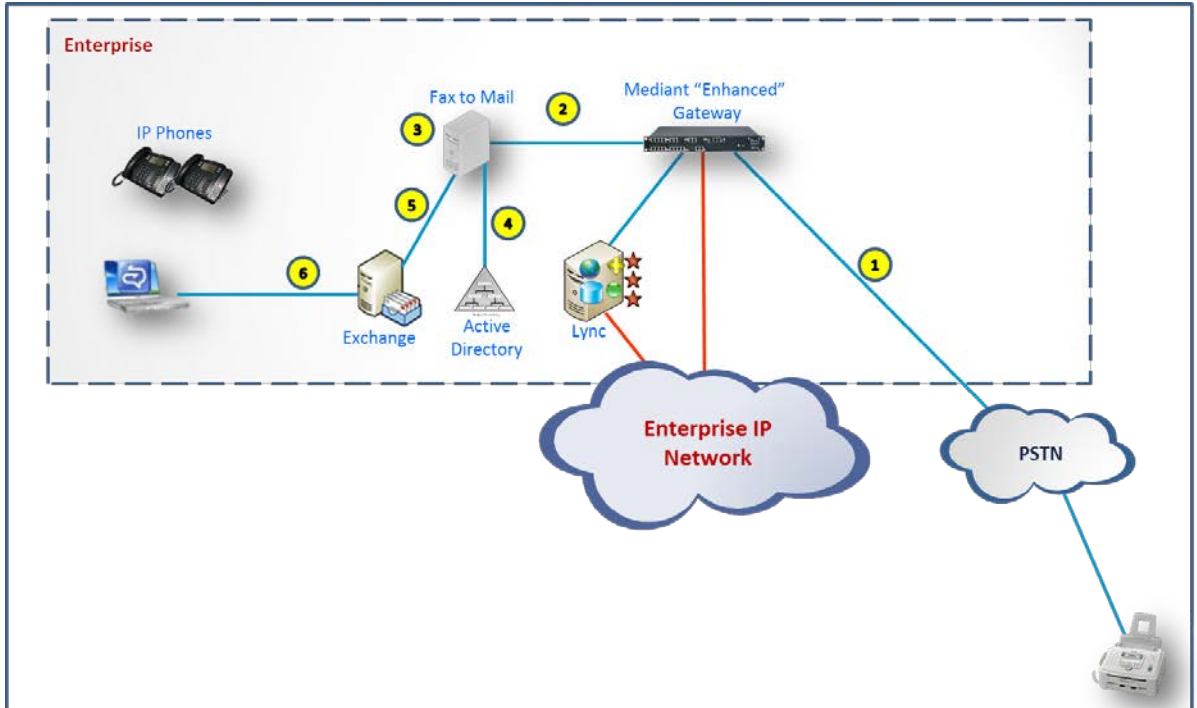 Enterprise
Mediant “Enhanced”
Gateway
Fax to Mail
2
3
IP Phones
5
4
1
6
Exchange
Active
Directory
Lync
Enterprise IP
Network
PSTN